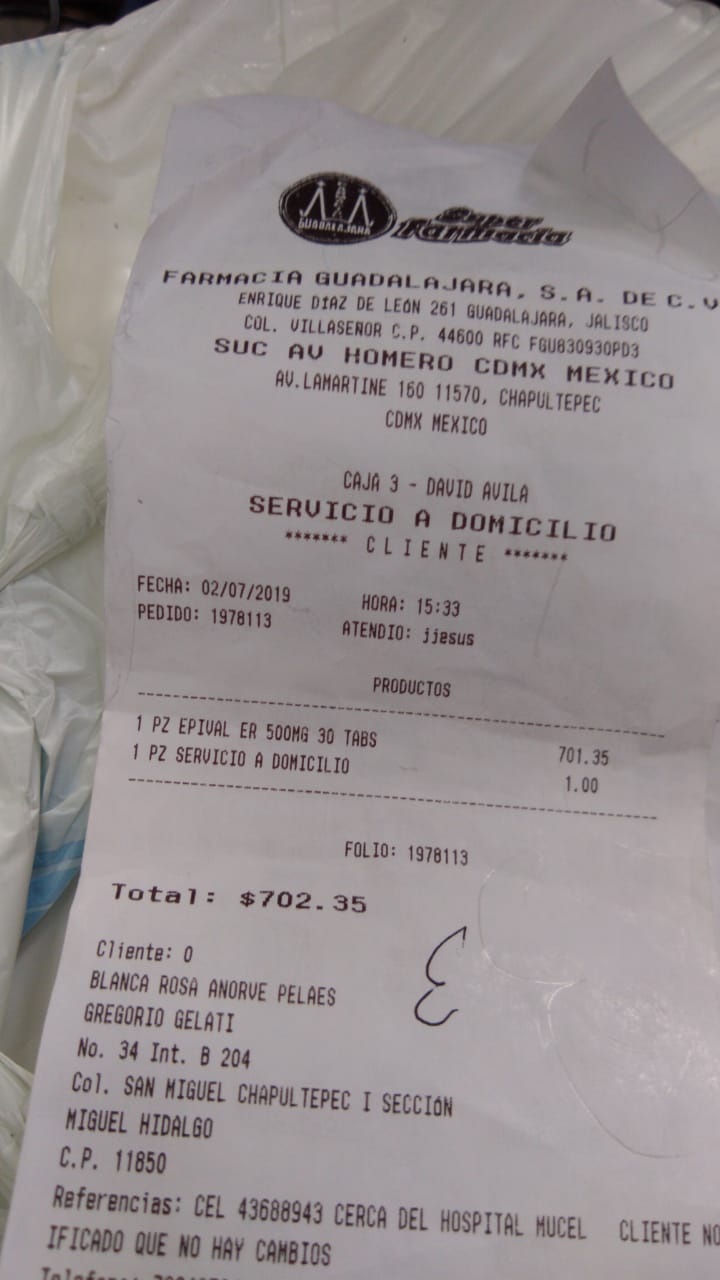 GUADALAJARA
Super
Farmacia
FARMACIA GUADALAJARA, S.A. DE C.V
ENRIQUE DÍAZ DE LEÓN 261 GUADALAJARA, JALISCO
COL. VILLASEÑOR C.P. 44600 RFC FGU830930PD3
SUC AV HOMERO CDMX MEXICO
AV.LAMARTINE 160 11570, CHAPULTEPEC
CDMX MEXICO
CAJA 3 - DAVID AVILA
SERVICIO A DOMICILIO
******* CLIENTE *******
FECHA: 02/07/2019 HORA: 15:33
PEDIDO: 1978113 ATENDIO: jjesus
PRODUCTOS
1 PZ EPIVAL ER 500MG 30 TABS 701.35
1 PZ SERVICIO A DOMICILIO 1.00
FOLIO: 1978113
Total: $702.35
Cliente: 0
BLANCA ROSA ANORVE PELAES
GREGORIO GELATI
No. 34 Int. B 204
Col. SAN MIGUEL CHAPULTEPEC I SECCIÓN
MIGUEL HIDALGO
C.P. 11850
Referencias: CEL 43688943 CERCA DEL HOSPITAL MUCEL CLIENTE NO
IFICADO QUE NO HAY CAMBIOS